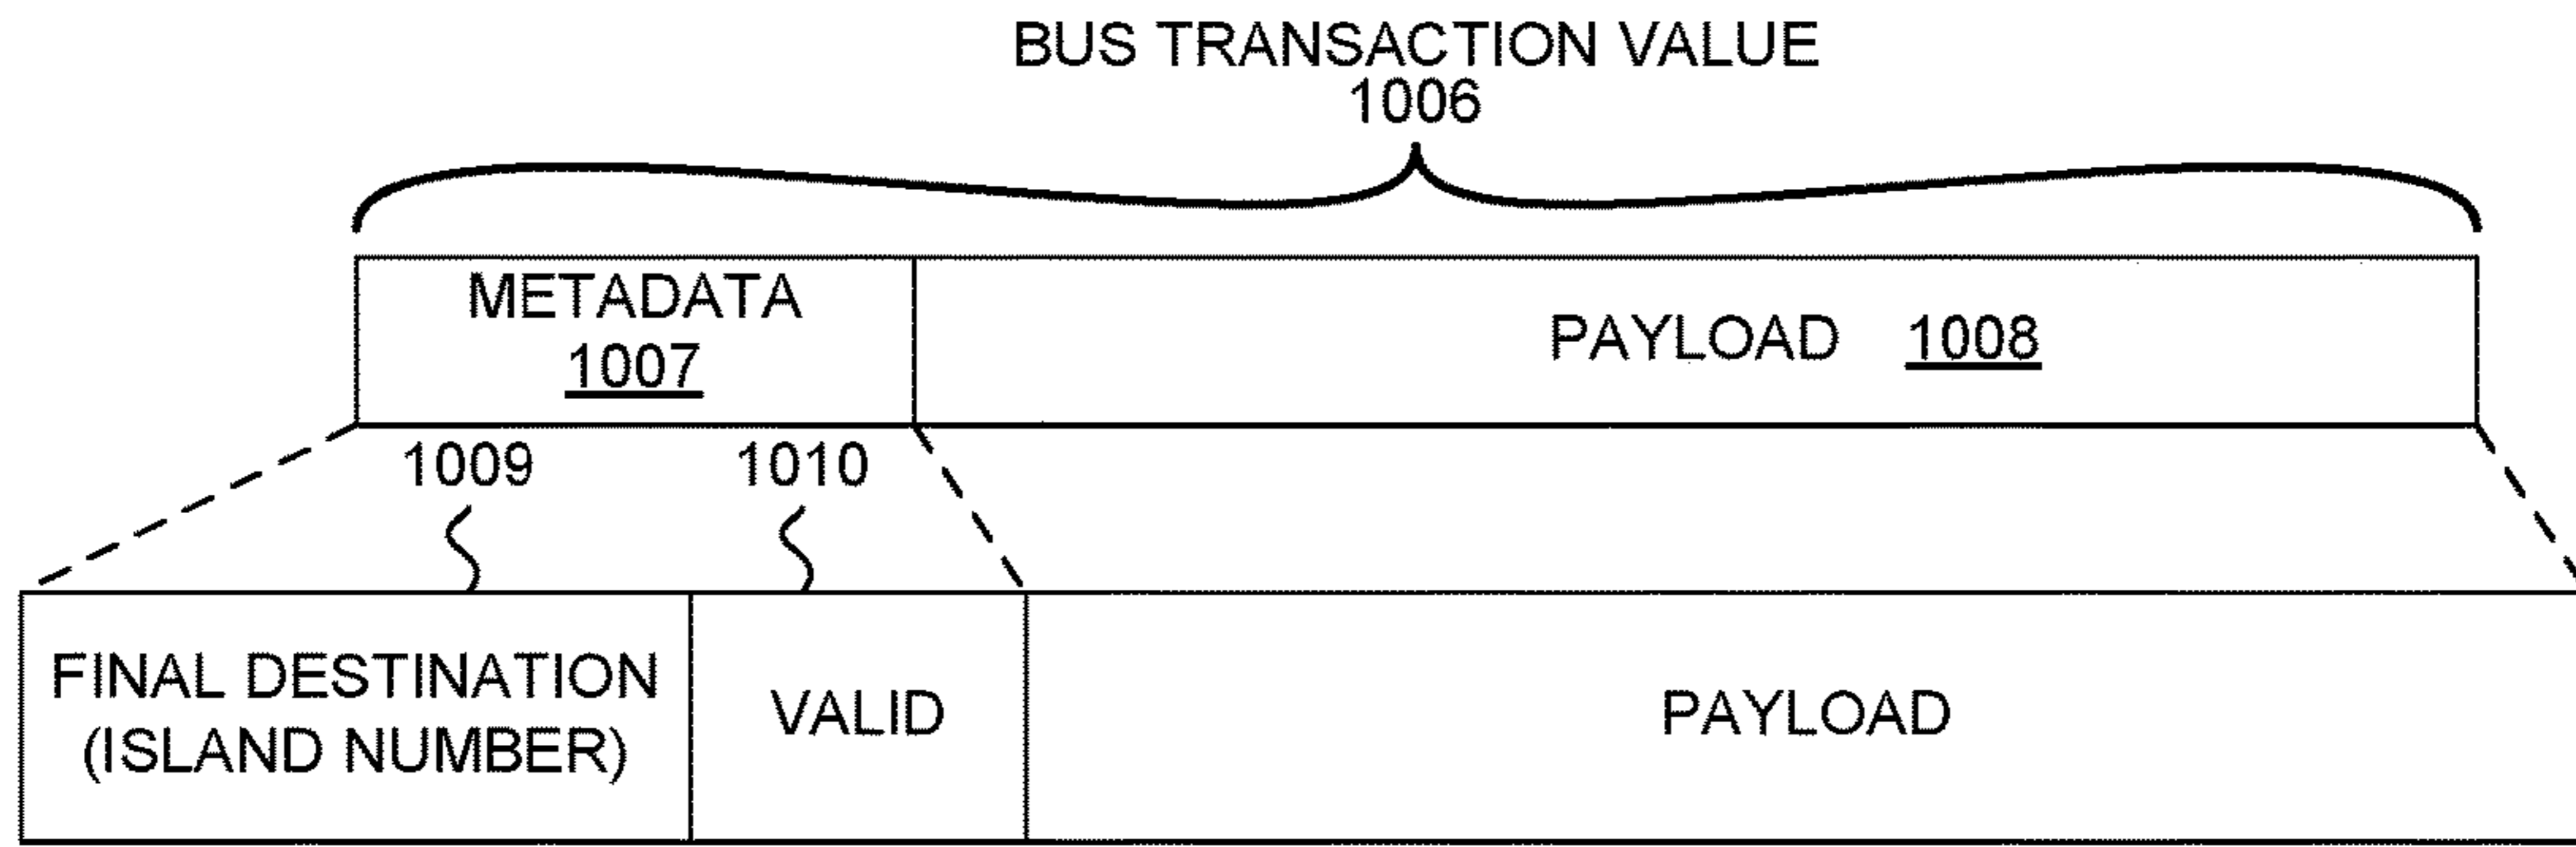 BUS TRANSACTION VALUE
1006
METADATA
1007
PAYLOAD 1008
1009 1010
FINAL DESTINATION
(ISLAND NUMBER)
VALID
PAYLOAD